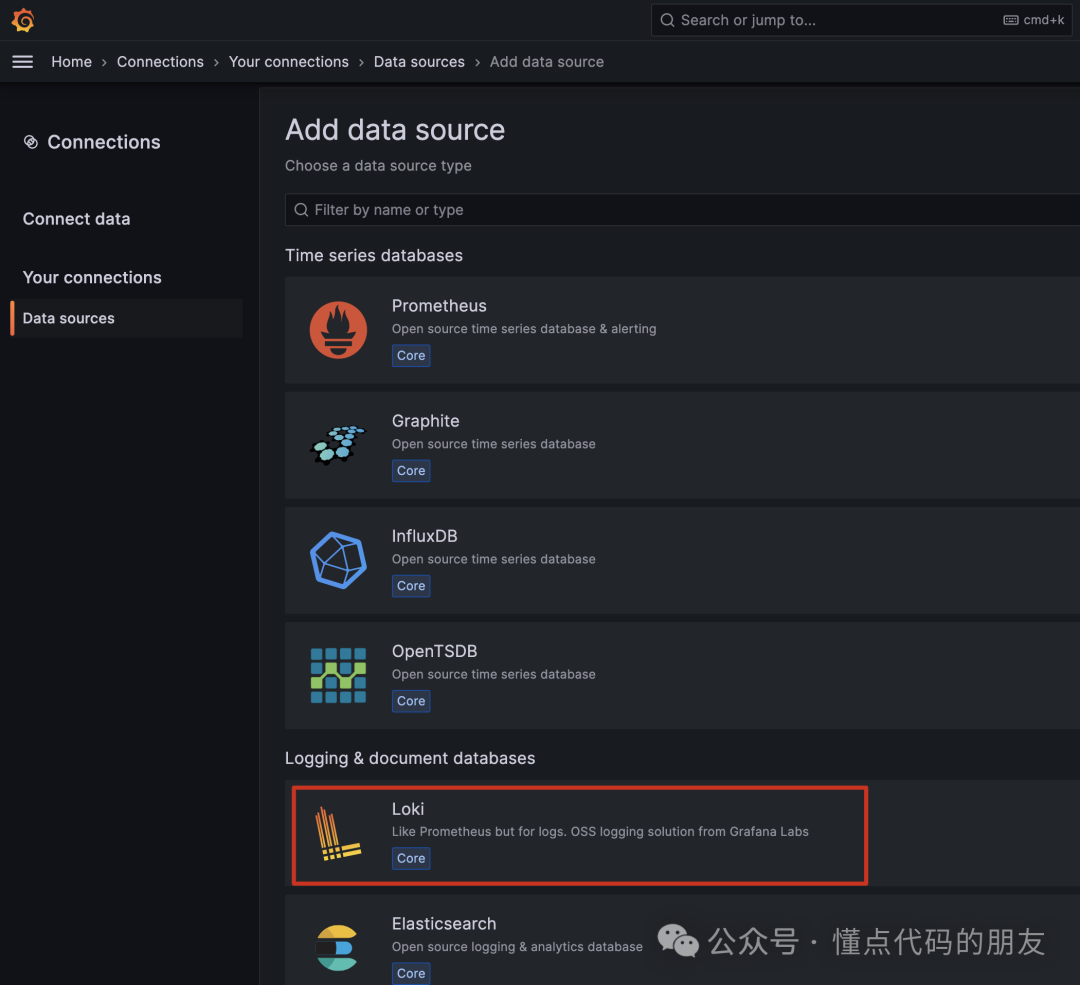 Search or jump to...
cmd+k
Home › Connections › Your connections › Data sources › Add data source
Connections
Connect data
Your connections
Data sources
Add data source
Choose a data source type
Filter by name or type
Time series databases
Prometheus
Open source time series database & alerting
Core
Graphite
Open source time series database
Core
InfluxDB
Open source time series database
Core
OpenTSDB
Open source time series database
Core
Logging & document databases
Loki
Like Prometheus but for logs. OSS logging solution from Grafana Labs
Core
Elasticsearch
Open source logging & analytics database
Core
公众号 · 懂点代码的朋友